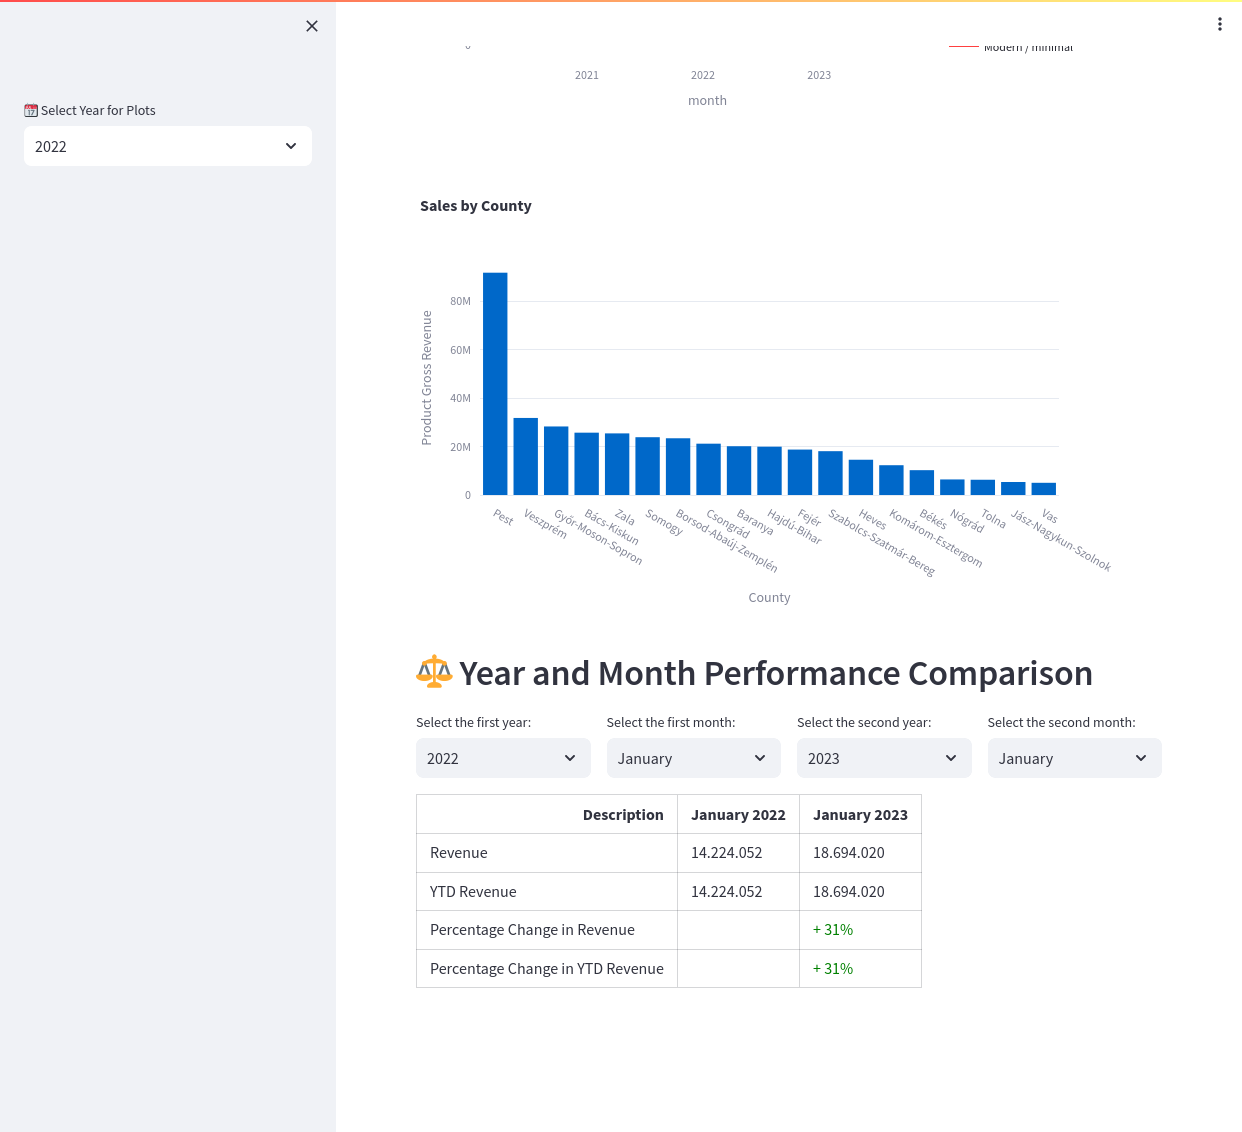 Select Year for Plots
2022
Modern / minimal
2021 2022 2023
month
Sales by County
Product Gross Revenue
80M
60M
40M
20M
0
Pest Veszprém Győr-Moson-Sopron Bács-Kiskun Zala Somogy Borsod-Abaúj-Zemplén Csongrád Baranya Hajdú-Bihar Fejér Szabolcs-Szatmár-Bereg Heves Komárom-Esztergom Békés Nógrád Tolna Jász-Nagykun-Szolnok Vas
County
Year and Month Performance Comparison
Select the first year: Select the first month: Select the second year: Select the second month:
2022 January 2023 January
Description January 2022 January 2023
Revenue 14.224.052 18.694.020
YTD Revenue 14.224.052 18.694.020
Percentage Change in Revenue + 31%
Percentage Change in YTD Revenue + 31%